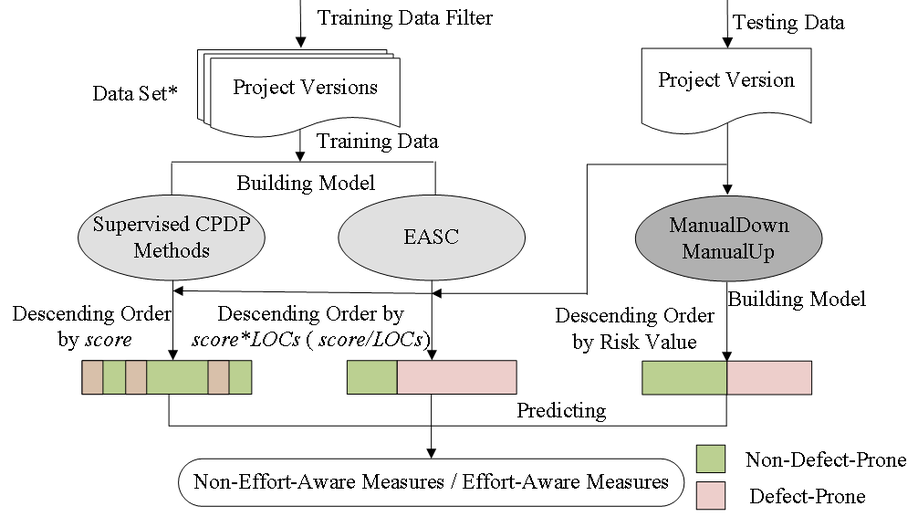 Training Data Filter
Testing Data
Data Set*
Project Versions
Project Version
Training Data
Building Model
Supervised CPDP
Methods
EASC
ManualDown
ManualUp
Building Model
Descending Order
by score
Descending Order by
score*LOCs ( score/LOCs)
Descending Order
by Risk Value
Predicting
Non-Effort-Aware Measures / Effort-Aware Measures
Non-Defect-Prone
Defect-Prone